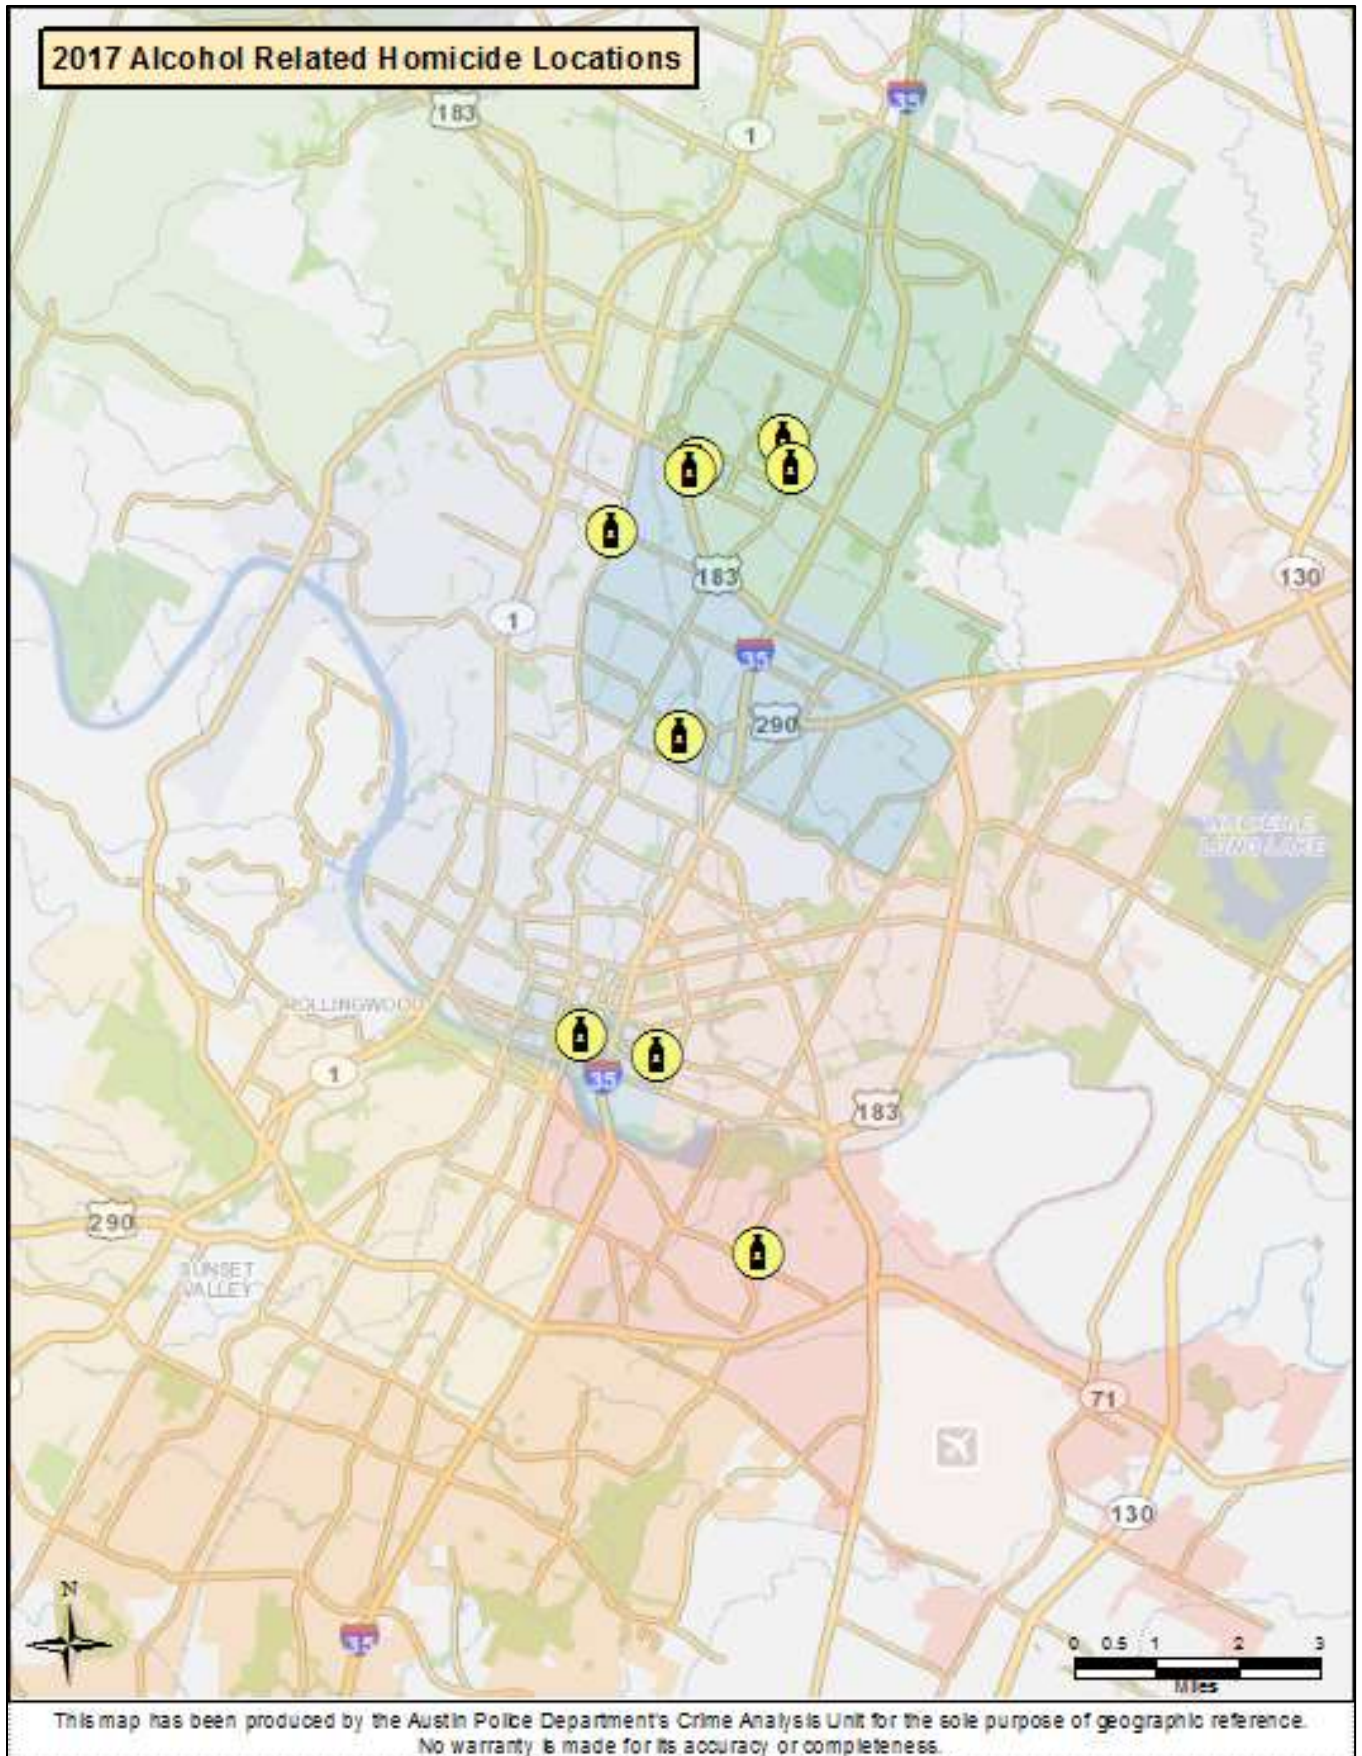 2017 Alcohol Related Homicide Locations
183
1
35
130
183
1
35
290
WALTER E.
LONG LAKE
ROLLINGWOOD
1
35
183
290
SUNSET
VALLEY
71
130
N
35
0 0.5 1 2 3
Miles
This map has been produced by the Austin Police Department's Crime Analysis Unit for the sole purpose of geographic reference.
No warranty is made for its accuracy or completeness.